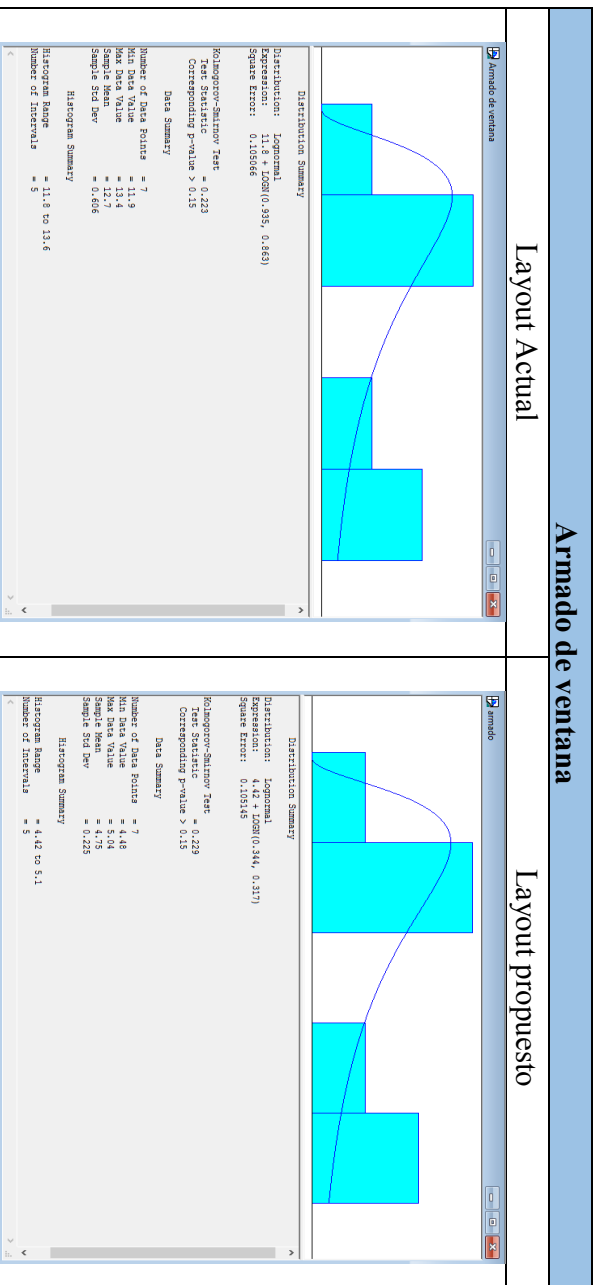 Armado de ventana
Layout Actual
Layout propuesto
Armado de ventana
Distribution Summary
Distribution: Lognormal
Expression: 11.8 + LOGN(0.935, 0.863)
Square Error: 0.105066
Kolmogorov-Smirnov Test
Test Statistic = 0.223
Corresponding p-value > 0.15
Data Summary
Number of Data Points = 7
Min Data Value = 11.9
Max Data Value = 13.4
Sample Mean = 12.7
Sample Std Dev = 0.606
Histogram Summary
Histogram Range = 11.8 to 13.6
Number of Intervals = 5
armado
Distribution Summary
Distribution: Lognormal
Expression: 4.42 + LOGN(0.344, 0.317)
Square Error: 0.105145
Kolmogorov-Smirnov Test
Test Statistic = 0.229
Corresponding p-value > 0.15
Data Summary
Number of Data Points = 7
Min Data Value = 4.48
Max Data Value = 5.04
Sample Mean = 4.75
Sample Std Dev = 0.225
Histogram Summary
Histogram Range = 4.42 to 5.1
Number of Intervals = 5